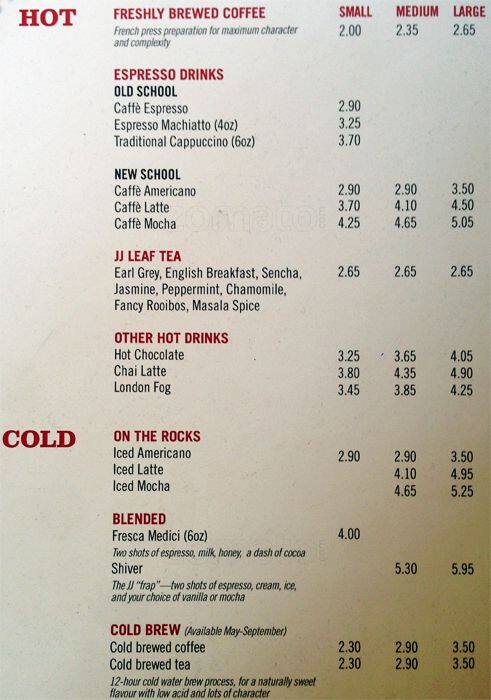 HOT FRESHLY BREWED COFFEE SMALL MEDIUM LARGE
French press preparation for maximum character 2.00 2.35 2.65
and complexity
ESPRESSO DRINKS
OLD SCHOOL
Caffè Espresso 2.90
Espresso Machiatto (4oz) 3.25
Traditional Cappuccino (6oz) 3.70
NEW SCHOOL
Caffè Americano 2.90 2.90 3.50
Caffè Latte 3.70 4.10 4.50
Caffè Mocha 4.25 4.65 5.05
JJ LEAF TEA
Earl Grey, English Breakfast, Sencha, 2.65 2.65 2.65
Jasmine, Peppermint, Chamomile,
Fancy Rooibos, Masala Spice
OTHER HOT DRINKS
Hot Chocolate 3.25 3.65 4.05
Chai Latte 3.80 4.35 4.90
London Fog 3.45 3.85 4.25
COLD ON THE ROCKS
Iced Americano 2.90 2.90 3.50
Iced Latte 4.10 4.95
Iced Mocha 4.65 5.25
BLENDED
Fresca Medici (6oz) 4.00
Two shots of espresso, milk, honey, a dash of cocoa
Shiver 5.30 5.95
The JJ "frap"—two shots of espresso, cream, ice,
and your choice of vanilla or mocha
COLD BREW (Available May-September)
Cold brewed coffee 2.30 2.90 3.50
Cold brewed tea 2.30 2.90 3.50
12-hour cold water brew process, for a naturally sweet
flavour with low acid and lots of character